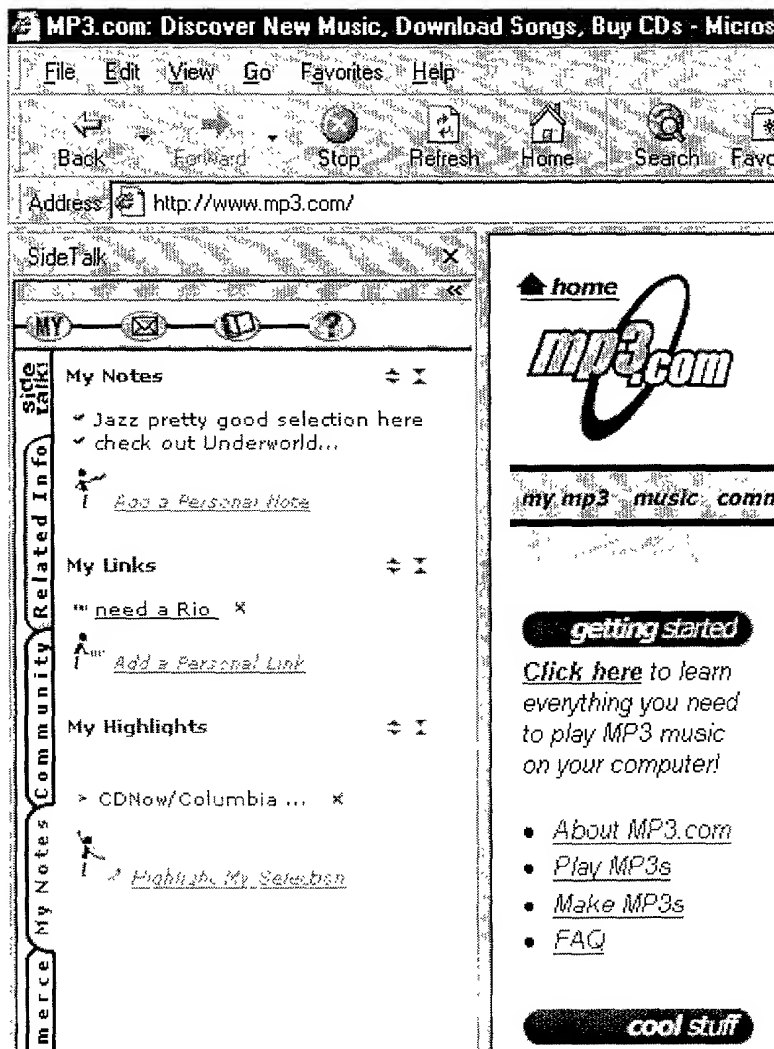 MP3.com: Discover New Music, Download Songs, Buy CDs - Micros
File Edit View Go Favorites Help
Back Forward Stop Refresh Home Search Favo
Address http://www.mp3.com/
SideTalk
MY ?
side talk!
Related Info
Community
My Notes
merce
My Notes
Jazz pretty good selection here
check out Underworld...
Add a Personal Note
My Links
need a Rio
Add a Personal Link
My Highlights
> CDNow/Columbia ...
Highlight My Selection
home
mp3.com
my mp3 music comm
getting started
Click here to learn
everything you need
to play MP3 music
on your computer!
• About MP3.com
• Play MP3s
• Make MP3s
• FAQ
cool stuff